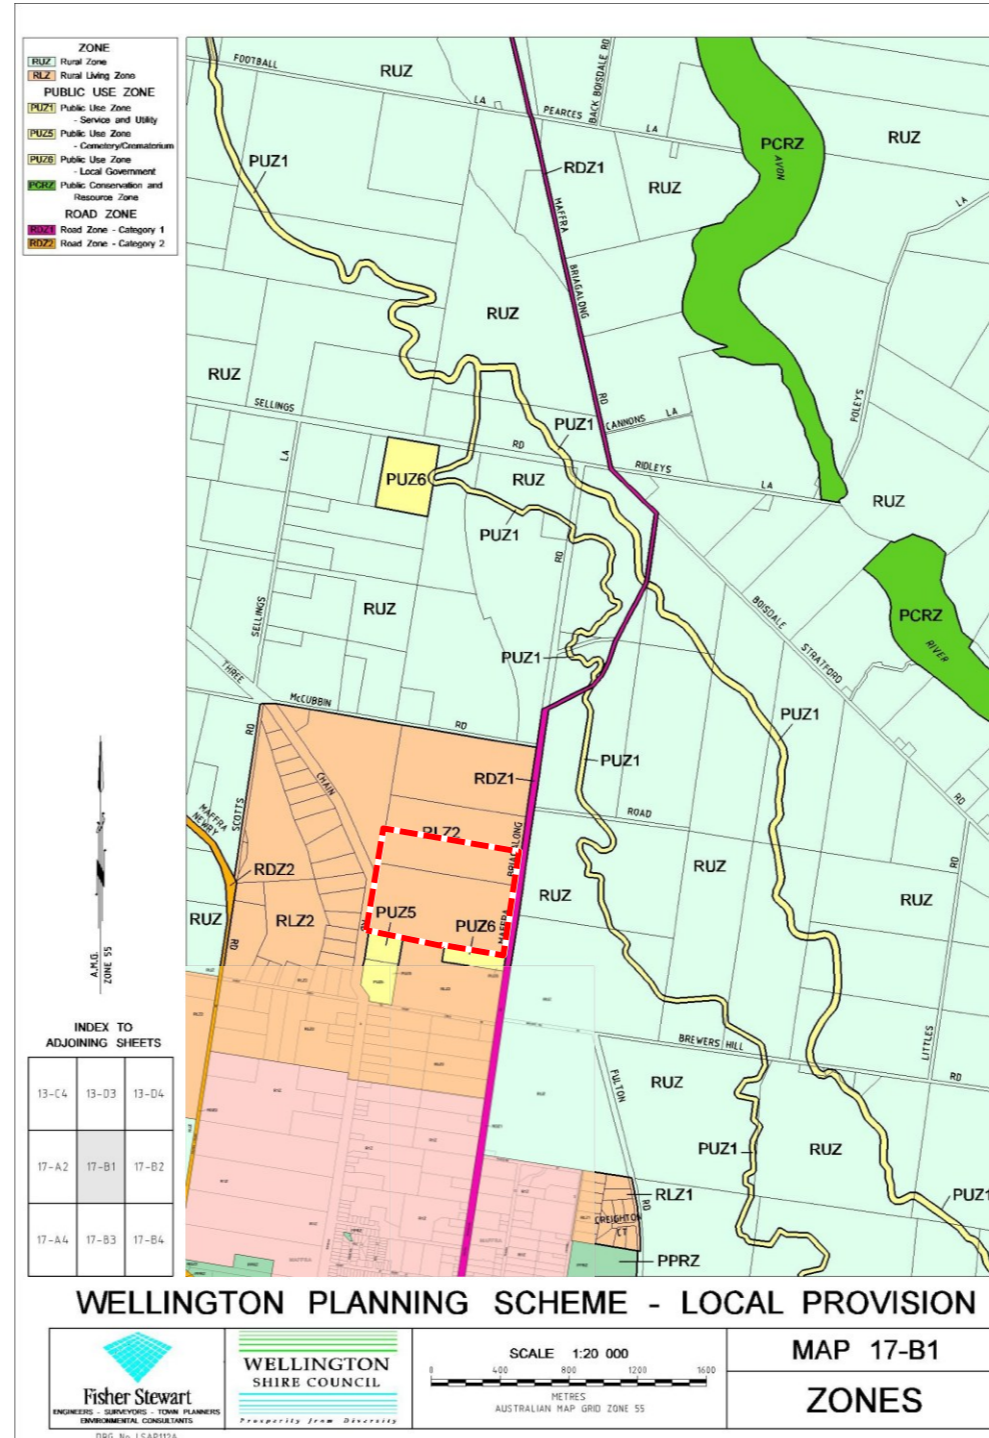 ZONE
RUZ Rural Zone
RLZ Rural Living Zone
PUBLIC USE ZONE
PUZ1 Public Use Zone
- Service and Utility
PUZ5 Public Use Zone
- Cemetery/Crematorium
PUZ6 Public Use Zone
- Local Government
PCRZ Public Conservation and
Resource Zone
ROAD ZONE
RDZ1 Road Zone - Category 1
RDZ2 Road Zone - Category 2
FOOTBALL
LA
RUZ
PEARCES
LA
BACK BOISDALE RD
PCRZ
AVON
RUZ
PUZ1
RDZ1
RUZ
MAFFRA
LA
BRIAGALONG
RUZ
RUZ
SELLINGS
RD
RD
CANNONS LA
FOLEYS
PUZ1
RIDLEYS
LA
LA
PUZ6
RUZ
RUZ
PUZ1
RD
RUZ
SELLINGS
BOISDALE
PCRZ
RIVER
STRATFORD
PUZ1
THREE
McCUBBIN
RD
RD
PUZ1
RDZ1
PUZ1
CHAIN
SCOTTS
MAFFRA
NEWRY
ROAD
RD
RLZ2
BRIAGALONG
RDZ2
RUZ
RUZ
RUZ
RD
RUZ
RLZ2
PUZ5
PUZ6
MAFFRA
RD
RD
A.M.G.
ZONE 55
BREWERS HILL
RD
LITTLES
FULTON
RUZ
PUZ1
RUZ
RLZ1
PUZ1
CREIGHTON
CT
RD
PPRZ
INDEX TO
ADJOINING SHEETS
13-C4 13-D3 13-D4
17-A2 17-B1 17-B2
17-A4 17-B3 17-B4
WELLINGTON PLANNING SCHEME - LOCAL PROVISION
Fisher Stewart
ENGINEERS - SURVEYORS - TOWN PLANNERS
ENVIRONMENTAL CONSULTANTS
WELLINGTON
SHIRE COUNCIL
Prosperity from Diversity
SCALE 1:20 000
0 400 800 1200 1600
METRES
AUSTRALIAN MAP GRID ZONE 55
MAP 17-B1
ZONES